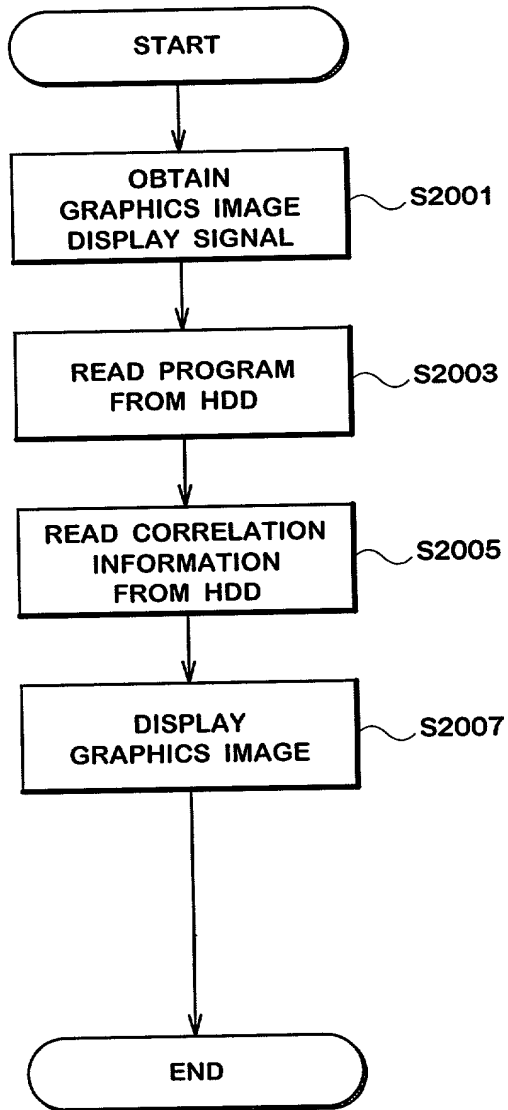 START
OBTAIN
GRAPHICS IMAGE
DISPLAY SIGNAL
S2001
READ PROGRAM
FROM HDD
S2003
READ CORRELATION
INFORMATION
FROM HDD
S2005
DISPLAY
GRAPHICS IMAGE
S2007
END